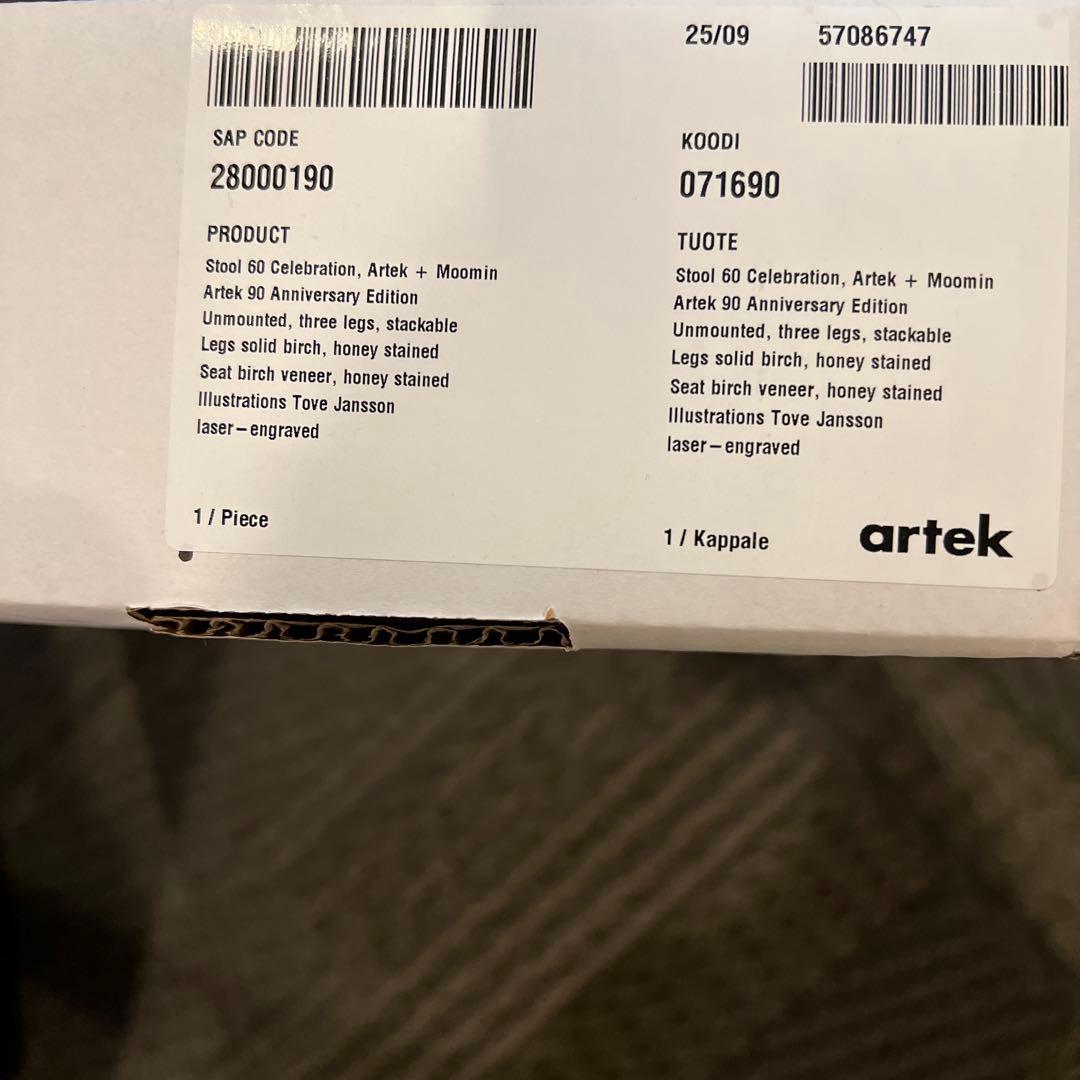 25/09 57086747
SAP CODE
28000190
PRODUCT
Stool 60 Celebration, Artek + Moomin
Artek 90 Anniversary Edition
Unmounted, three legs, stackable
Legs solid birch, honey stained
Seat birch veneer, honey stained
Illustrations Tove Jansson
laser-engraved
1 / Piece
KOODI
071690
TUOTE
Stool 60 Celebration, Artek + Moomin
Artek 90 Anniversary Edition
Unmounted, three legs, stackable
Legs solid birch, honey stained
Seat birch veneer, honey stained
Illustrations Tove Jansson
laser-engraved
1 / Kappale
artek